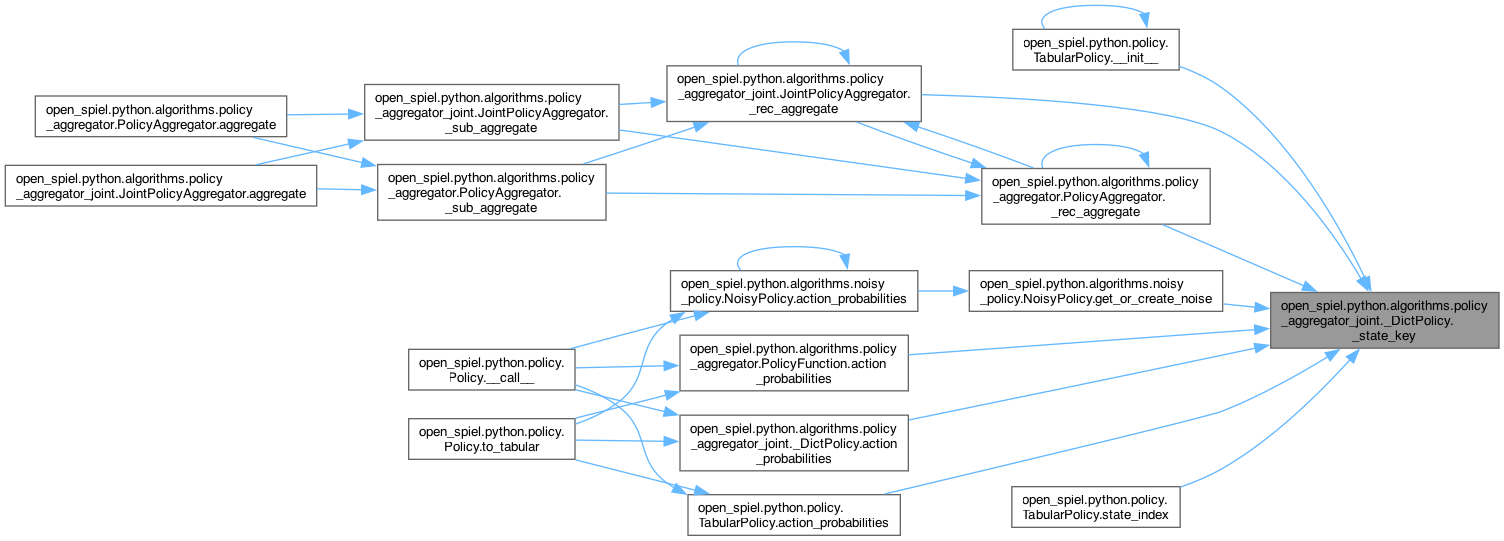 open_spiel.python.policy.
TabularPolicy.__init__
open_spiel.python.algorithms.policy
_aggregator_joint.JointPolicyAggregator.
_rec_aggregate
open_spiel.python.algorithms.policy
_aggregator_joint.JointPolicyAggregator.
_sub_aggregate
open_spiel.python.algorithms.policy
_aggregator.PolicyAggregator.aggregate
open_spiel.python.algorithms.policy
_aggregator_joint.JointPolicyAggregator.aggregate
open_spiel.python.algorithms.policy
_aggregator.PolicyAggregator.
_sub_aggregate
open_spiel.python.algorithms.policy
_aggregator.PolicyAggregator.
_rec_aggregate
open_spiel.python.algorithms.noisy
_policy.NoisyPolicy.action_probabilities
open_spiel.python.algorithms.noisy
_policy.NoisyPolicy.get_or_create_noise
open_spiel.python.algorithms.policy
_aggregator_joint._DictPolicy.
_state_key
open_spiel.python.policy.
Policy.__call__
open_spiel.python.algorithms.policy
_aggregator.PolicyFunction.action
_probabilities
open_spiel.python.policy.
Policy.to_tabular
open_spiel.python.algorithms.policy
_aggregator_joint._DictPolicy.action
_probabilities
open_spiel.python.policy.
TabularPolicy.action_probabilities
open_spiel.python.policy.
TabularPolicy.state_index